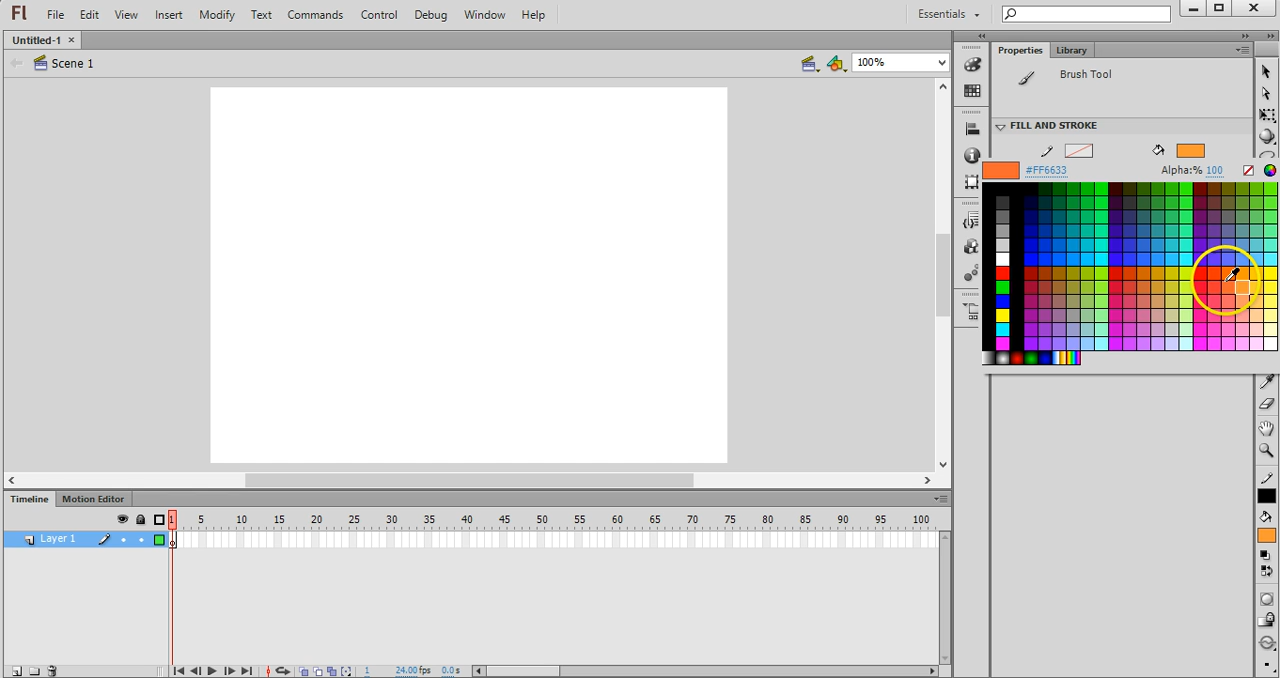 Fl File Edit View Insert Modify Text Commands Control Debug Window Help Essentials
Untitled-1 ×
Scene 1 100%
Properties Library
Brush Tool
FILL AND STROKE
#FF6633 Alpha:% 100
Timeline Motion Editor
1 5 10 15 20 25 30 35 40 45 50 55 60 65 70 75 80 85 90 95 100
Layer 1
1 24.00 fps 0.0 s